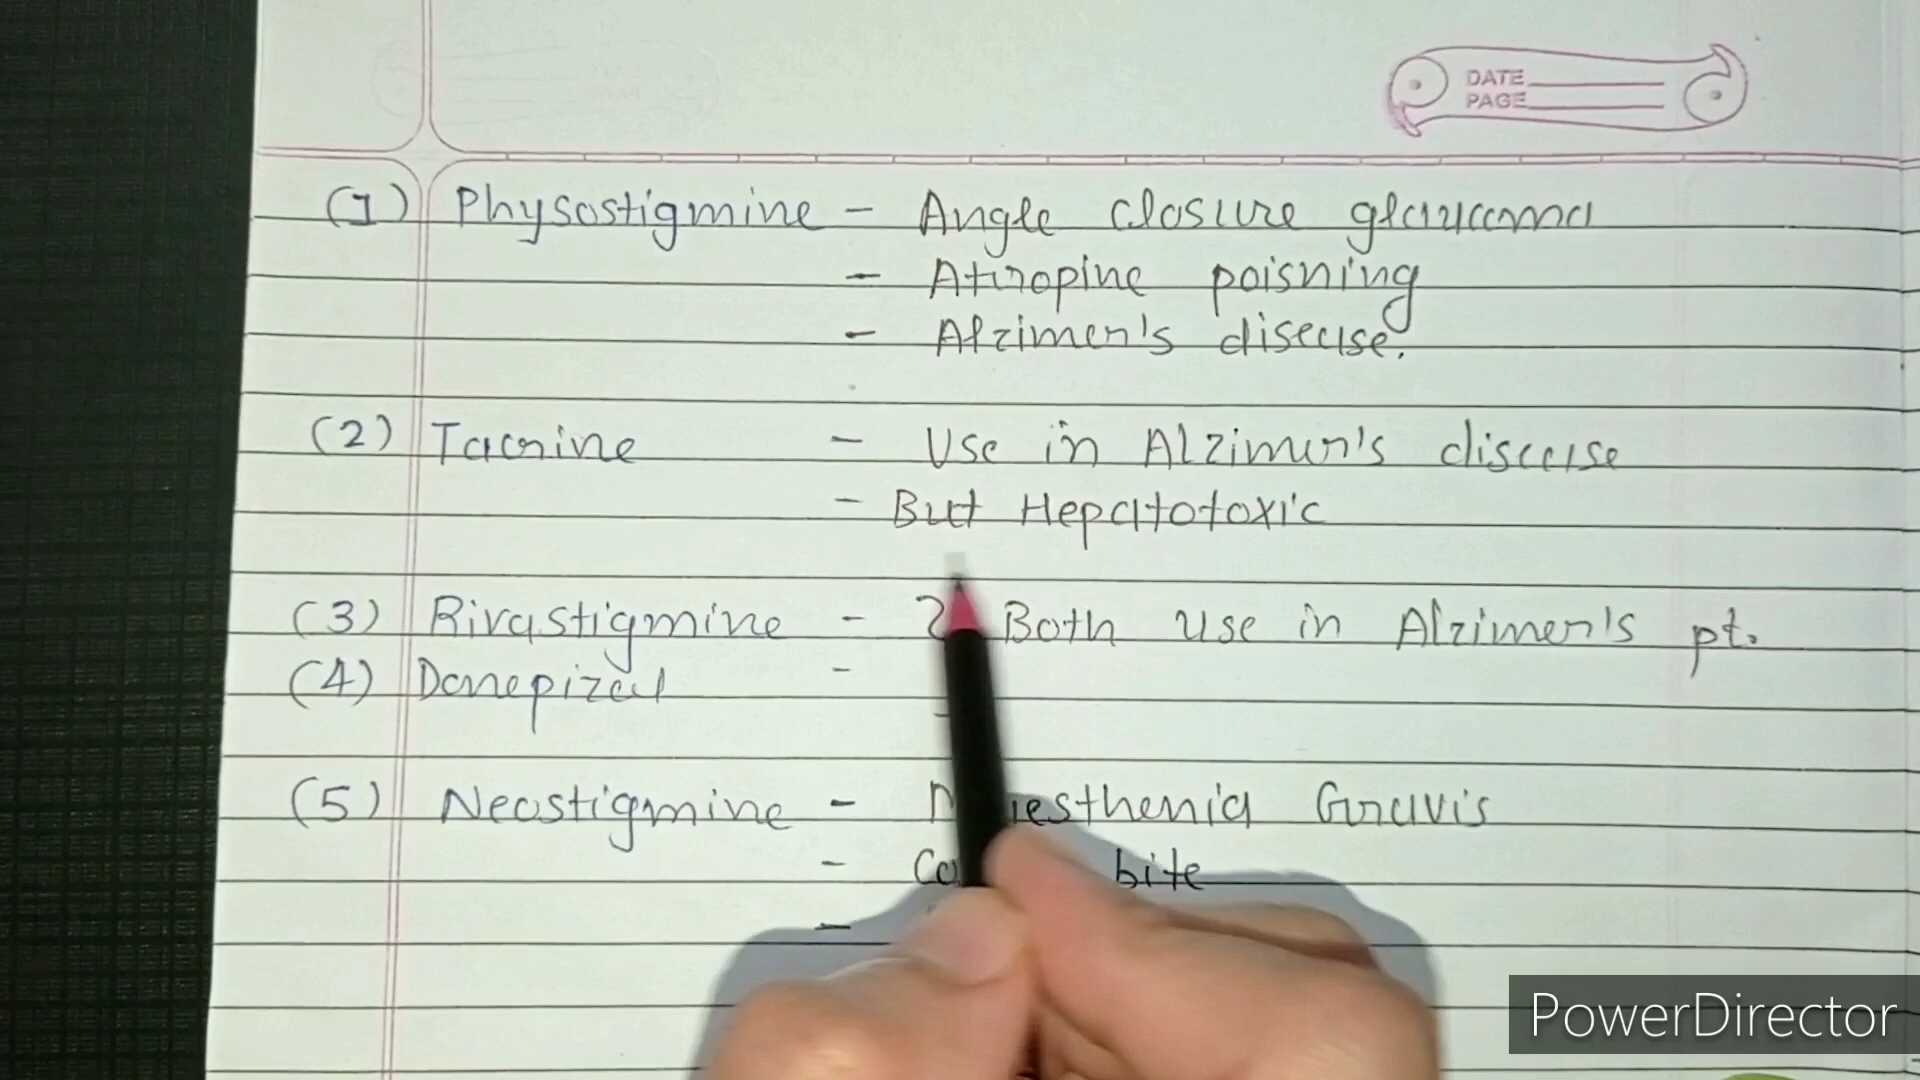 DATE
PAGE
(1) Physostigmine - Angle closure glaucoma
- Atropine poisning
- Alzimer's disease.
(2) Tacrine - Use in Alzimer's disease
- But Hepatotoxic
(3) Rivastigmine - Both Use in Alzimer's pt.
(4) Donepizal -
(5) Neostigmine - Gravis
- bite
-
PowerDirector